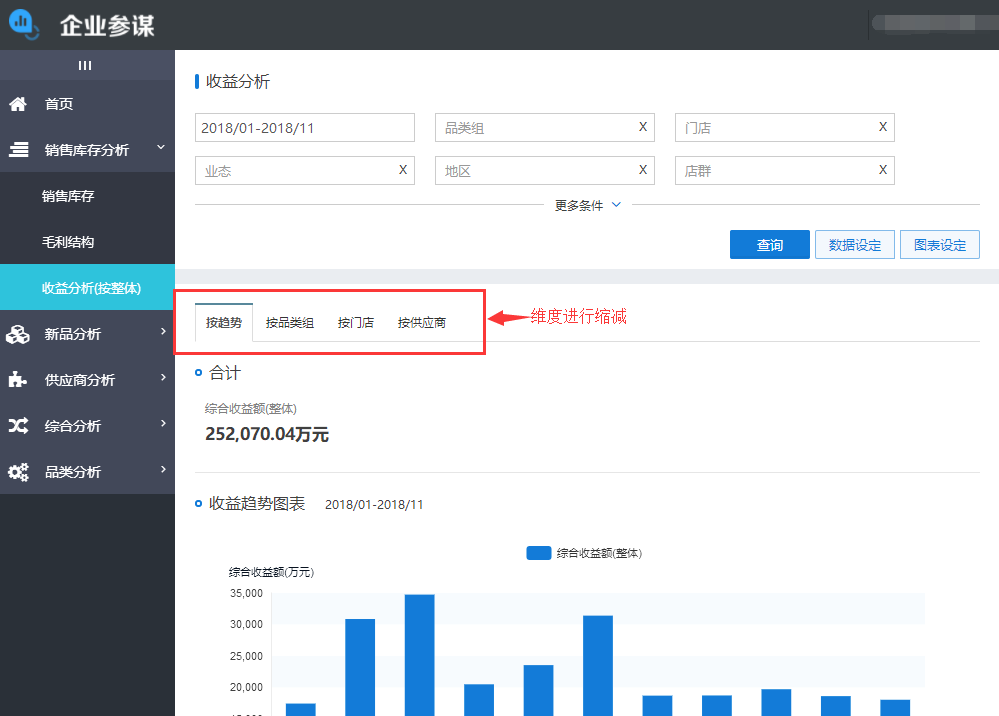 企业参谋
首页
销售库存分析
销售库存
毛利结构
收益分析(按整体)
新品分析
供应商分析
综合分析
品类分析
收益分析
2018/01-2018/11
品类组 X
门店 X
业态 X
地区 X
店群 X
更多条件
查询
数据设定
图表设定
按趋势 按品类组 按门店 按供应商
维度进行缩减
合计
综合收益额(整体)
252,070.04万元
收益趋势图表 2018/01-2018/11
综合收益额(整体)
综合收益额(万元)
35,000
30,000
25,000
20,000